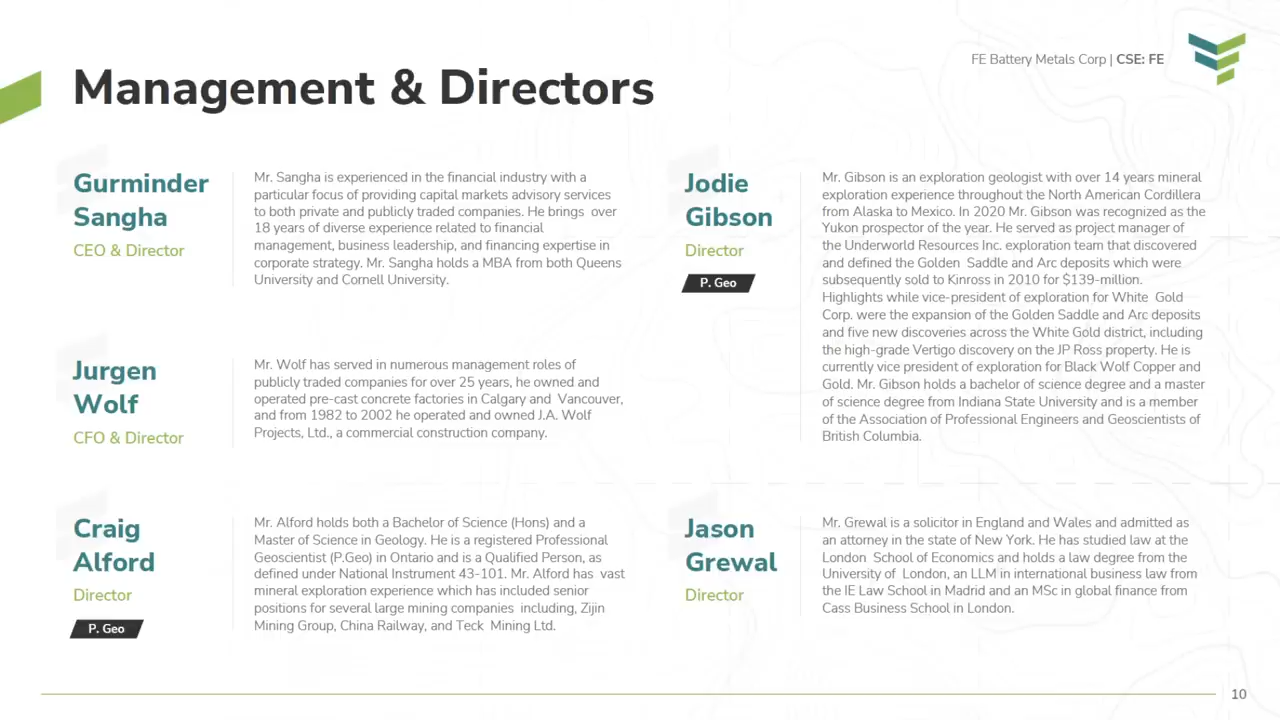 FE Battery Metals Corp | CSE: FE
Management & Directors
Gurminder
Sangha
CEO & Director
Mr. Sangha is experienced in the financial industry with a
particular focus of providing capital markets advisory services
to both private and publicly traded companies. He brings over
18 years of diverse experience related to financial
management, business leadership, and financing expertise in
corporate strategy. Mr. Sangha holds a MBA from both Queens
University and Cornell University.
Jurgen
Wolf
CFO & Director
Mr. Wolf has served in numerous management roles of
publicly traded companies for over 25 years, he owned and
operated pre-cast concrete factories in Calgary and Vancouver,
and from 1982 to 2002 he operated and owned J.A. Wolf
Projects, Ltd., a commercial construction company.
Craig
Alford
Director
P. Geo
Mr. Alford holds both a Bachelor of Science (Hons) and a
Master of Science in Geology. He is a registered Professional
Geoscientist (P.Geo) in Ontario and is a Qualified Person, as
defined under National Instrument 43-101. Mr. Alford has vast
mineral exploration experience which has included senior
positions for several large mining companies including, Zijin
Mining Group, China Railway, and Teck Mining Ltd.
Jodie
Gibson
Director
P. Geo
Mr. Gibson is an exploration geologist with over 14 years mineral
exploration experience throughout the North American Cordillera
from Alaska to Mexico. In 2020 Mr. Gibson was recognized as the
Yukon prospector of the year. He served as project manager of
the Underworld Resources Inc. exploration team that discovered
and defined the Golden Saddle and Arc deposits which were
subsequently sold to Kinross in 2010 for $139-million.
Highlights while vice-president of exploration for White Gold
Corp. were the expansion of the Golden Saddle and Arc deposits
and five new discoveries across the White Gold district, including
the high-grade Vertigo discovery on the JP Ross property. He is
currently vice president of exploration for Black Wolf Copper and
Gold. Mr. Gibson holds a bachelor of science degree and a master
of science degree from Indiana State University and is a member
of the Association of Professional Engineers and Geoscientists of
British Columbia.
Jason
Grewal
Director
Mr. Grewal is a solicitor in England and Wales and admitted as
an attorney in the state of New York. He has studied law at the
London School of Economics and holds a law degree from the
University of London, an LLM in international business law from
the IE Law School in Madrid and an MSc in global finance from
Cass Business School in London.
10